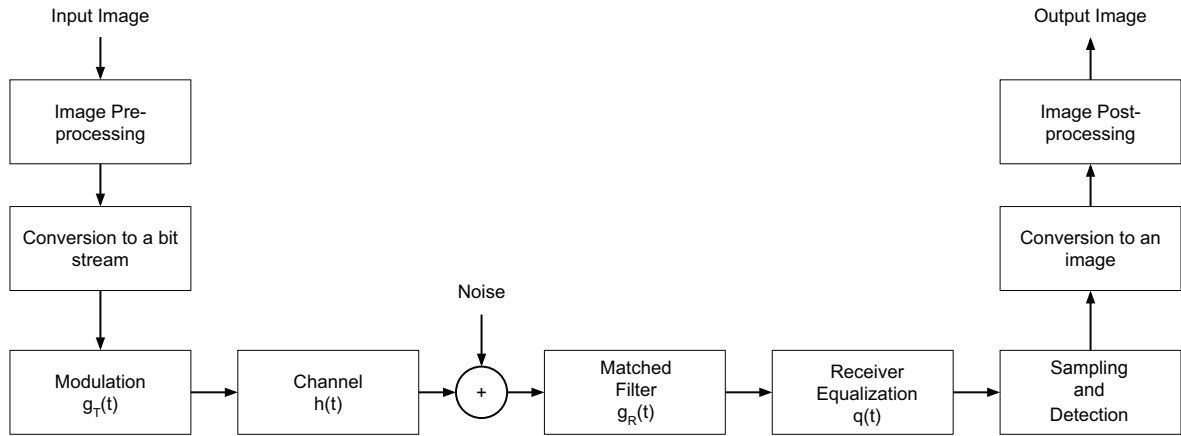 Input Image
Image Pre-
processing
Conversion to a bit
stream
Modulation
g_T(t)
Channel
h(t)
Noise
+
Matched
Filter
g_R(t)
Receiver
Equalization
q(t)
Sampling
and
Detection
Conversion to an
image
Image Post-
processing
Output Image